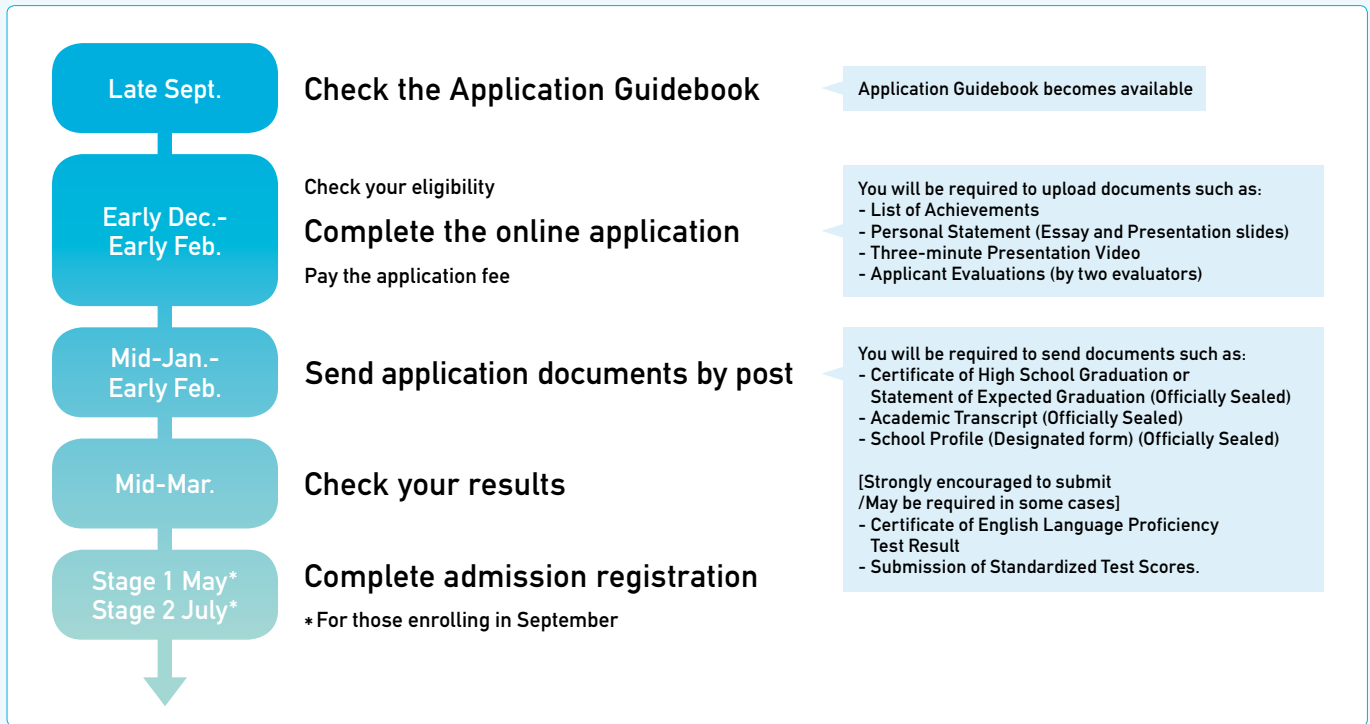 Late Sept.
Check the Application Guidebook
Application Guidebook becomes available
Early Dec.-
Early Feb.
Check your eligibility
Complete the online application
Pay the application fee
You will be required to upload documents such as:
- List of Achievements
- Personal Statement (Essay and Presentation slides)
- Three-minute Presentation Video
- Applicant Evaluations (by two evaluators)
Mid-Jan.-
Early Feb.
Send application documents by post
You will be required to send documents such as:
- Certificate of High School Graduation or
Statement of Expected Graduation (Officially Sealed)
- Academic Transcript (Officially Sealed)
- School Profile (Designated form) (Officially Sealed)
[Strongly encouraged to submit
/May be required in some cases]
- Certificate of English Language Proficiency
Test Result
- Submission of Standardized Test Scores.
Mid-Mar.
Check your results
Stage 1 May*
Stage 2 July*
Complete admission registration
* For those enrolling in September